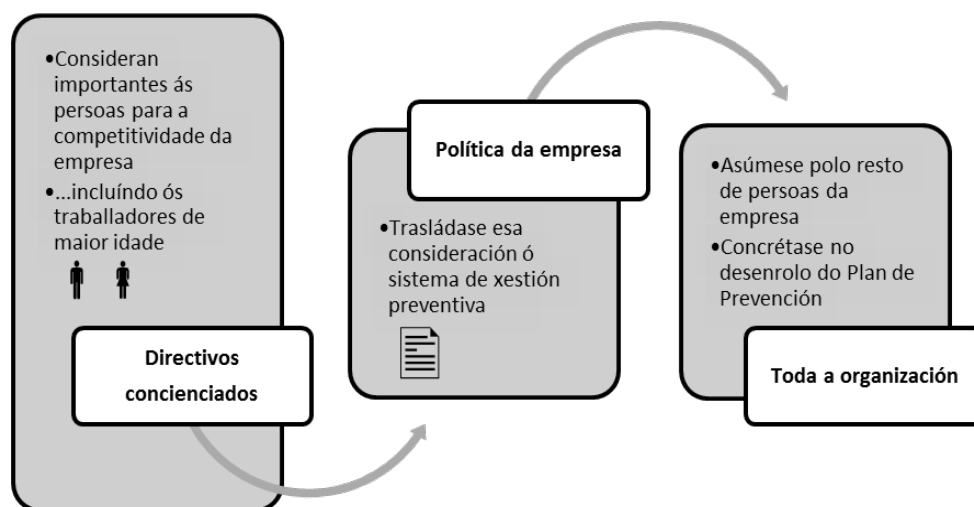 •Consideran
importantes ás
persoas para a
competitividade da
empresa
•...incluíndo ós
traballadores de
maior idade
Directivos
concienciados
Política da empresa
•Trasládase esa
consideración ó
sistema de xestión
preventiva
•Asúmese polo resto
de persoas da
empresa
•Concrétase no
desenrolo do Plan de
Prevención
Toda a organización